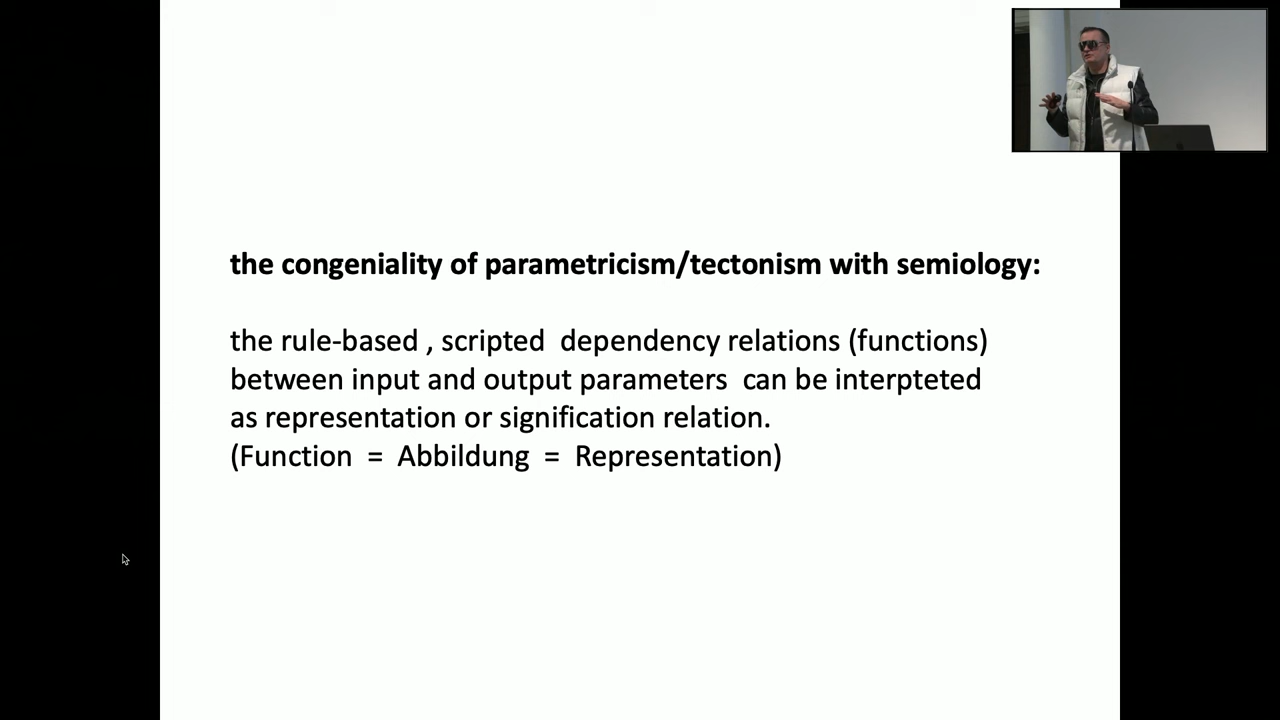 the congeniality of parametricism/tectonism with semiology:
the rule-based , scripted  dependency relations (functions)
between input and output parameters  can be interpteted
as representation or signification relation.
(Function  =  Abbildung  =  Representation)